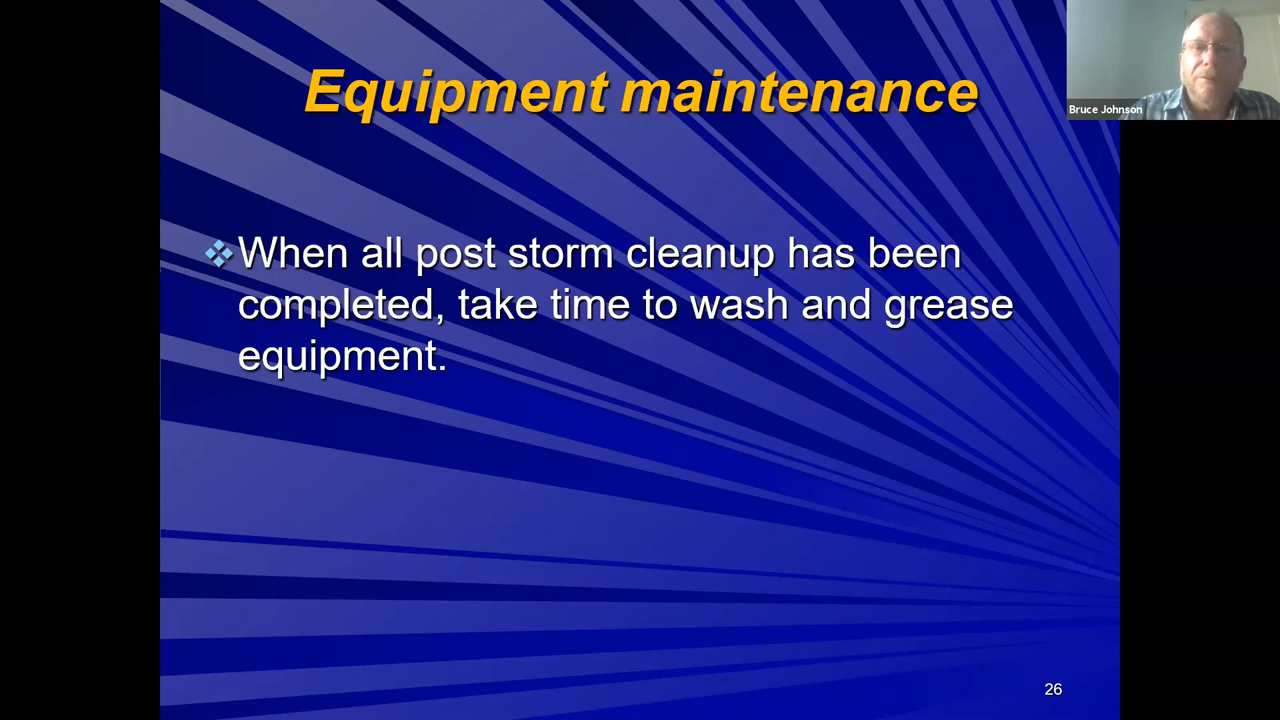 Equipment maintenance
Bruce Johnson
When all post storm cleanup has been
completed, take time to wash and grease
equipment.
26